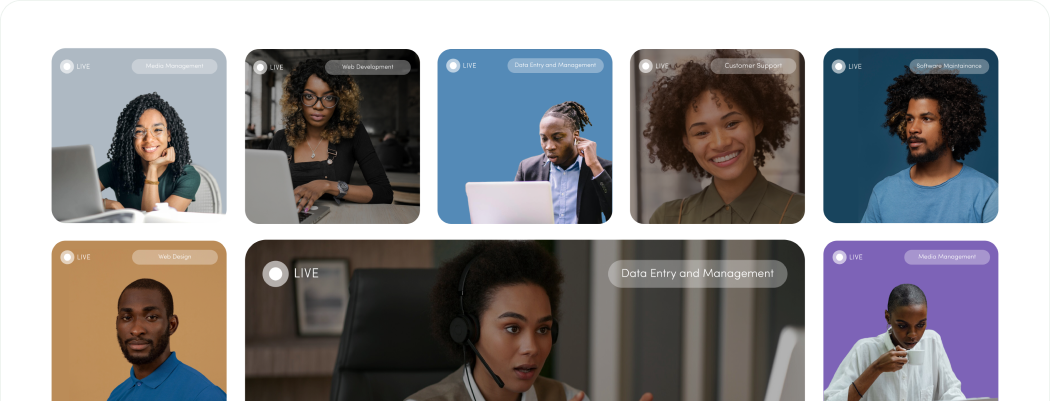 LIVE Media Management
LIVE Web Development
LIVE Data Entry and Management
LIVE Customer Support
LIVE Software Maintainance
LIVE Web Design
LIVE Data Entry and Management
LIVE Media Management